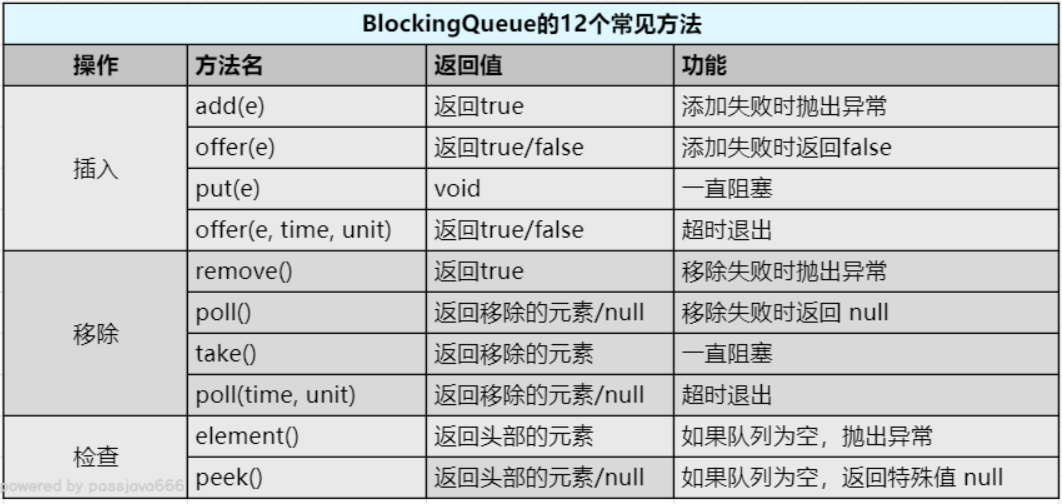 BlockingQueue的12个常见方法
操作 方法名 返回值 功能
插入
add(e) 返回true 添加失败时抛出异常
offer(e) 返回true/false 添加失败时返回false
put(e) void 一直阻塞
offer(e, time, unit) 返回true/false 超时退出
移除
remove() 返回true 移除失败时抛出异常
poll() 返回移除的元素/null 移除失败时返回 null
take() 返回移除的元素 一直阻塞
poll(time, unit) 返回移除的元素/null 超时退出
检查
element() 返回头部的元素 如果队列为空，抛出异常
peek() 返回头部的元素/null 如果队列为空，返回特殊值 null
powered by passjava666